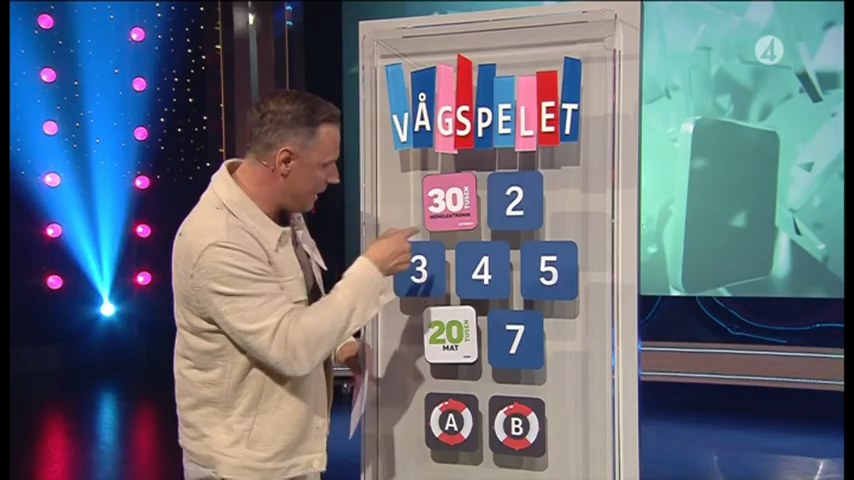 4
VÅGSPELET
30 TUSEN
HEMELEKTRONIK
2
3 4 5
20 TUSEN
MAT
7
A B